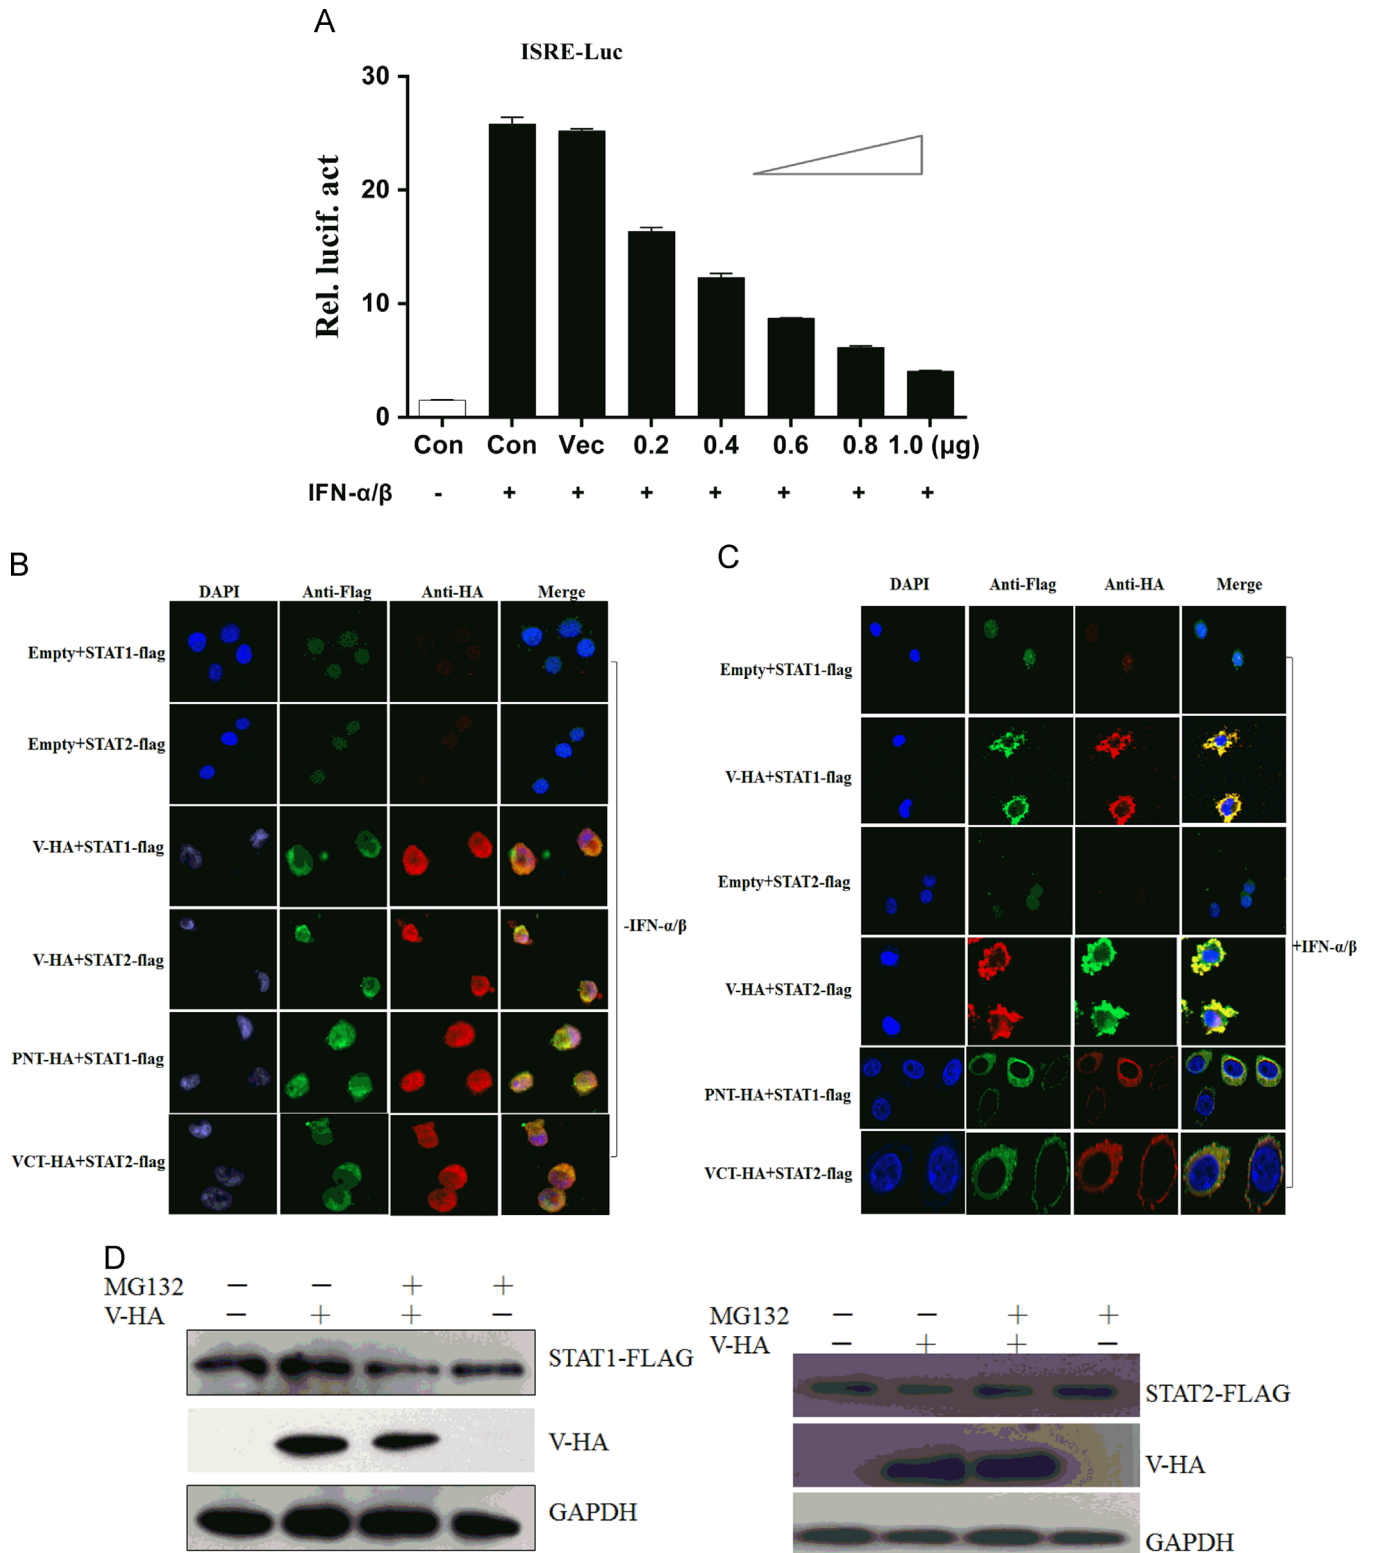 A
ISRE-Luc
30
20
10
0
Rel. lucif. act
Con Con Vec 0.2 0.4 0.6 0.8 1.0 (µg)
IFN-α/β - + + + + + + +
B
DAPI Anti-Flag Anti-HA Merge
Empty+STAT1-flag
Empty+STAT2-flag
V-HA+STAT1-flag
V-HA+STAT2-flag
PNT-HA+STAT1-flag
VCT-HA+STAT2-flag
-IFN-α/β
C
DAPI Anti-Flag Anti-HA Merge
Empty+STAT1-flag
V-HA+STAT1-flag
Empty+STAT2-flag
V-HA+STAT2-flag
PNT-HA+STAT1-flag
VCT-HA+STAT2-flag
+IFN-α/β
D
MG132 − − + +
V-HA − + + −
STAT1-FLAG
V-HA
GAPDH
MG132 − − + +
V-HA − + + −
STAT2-FLAG
V-HA
GAPDH